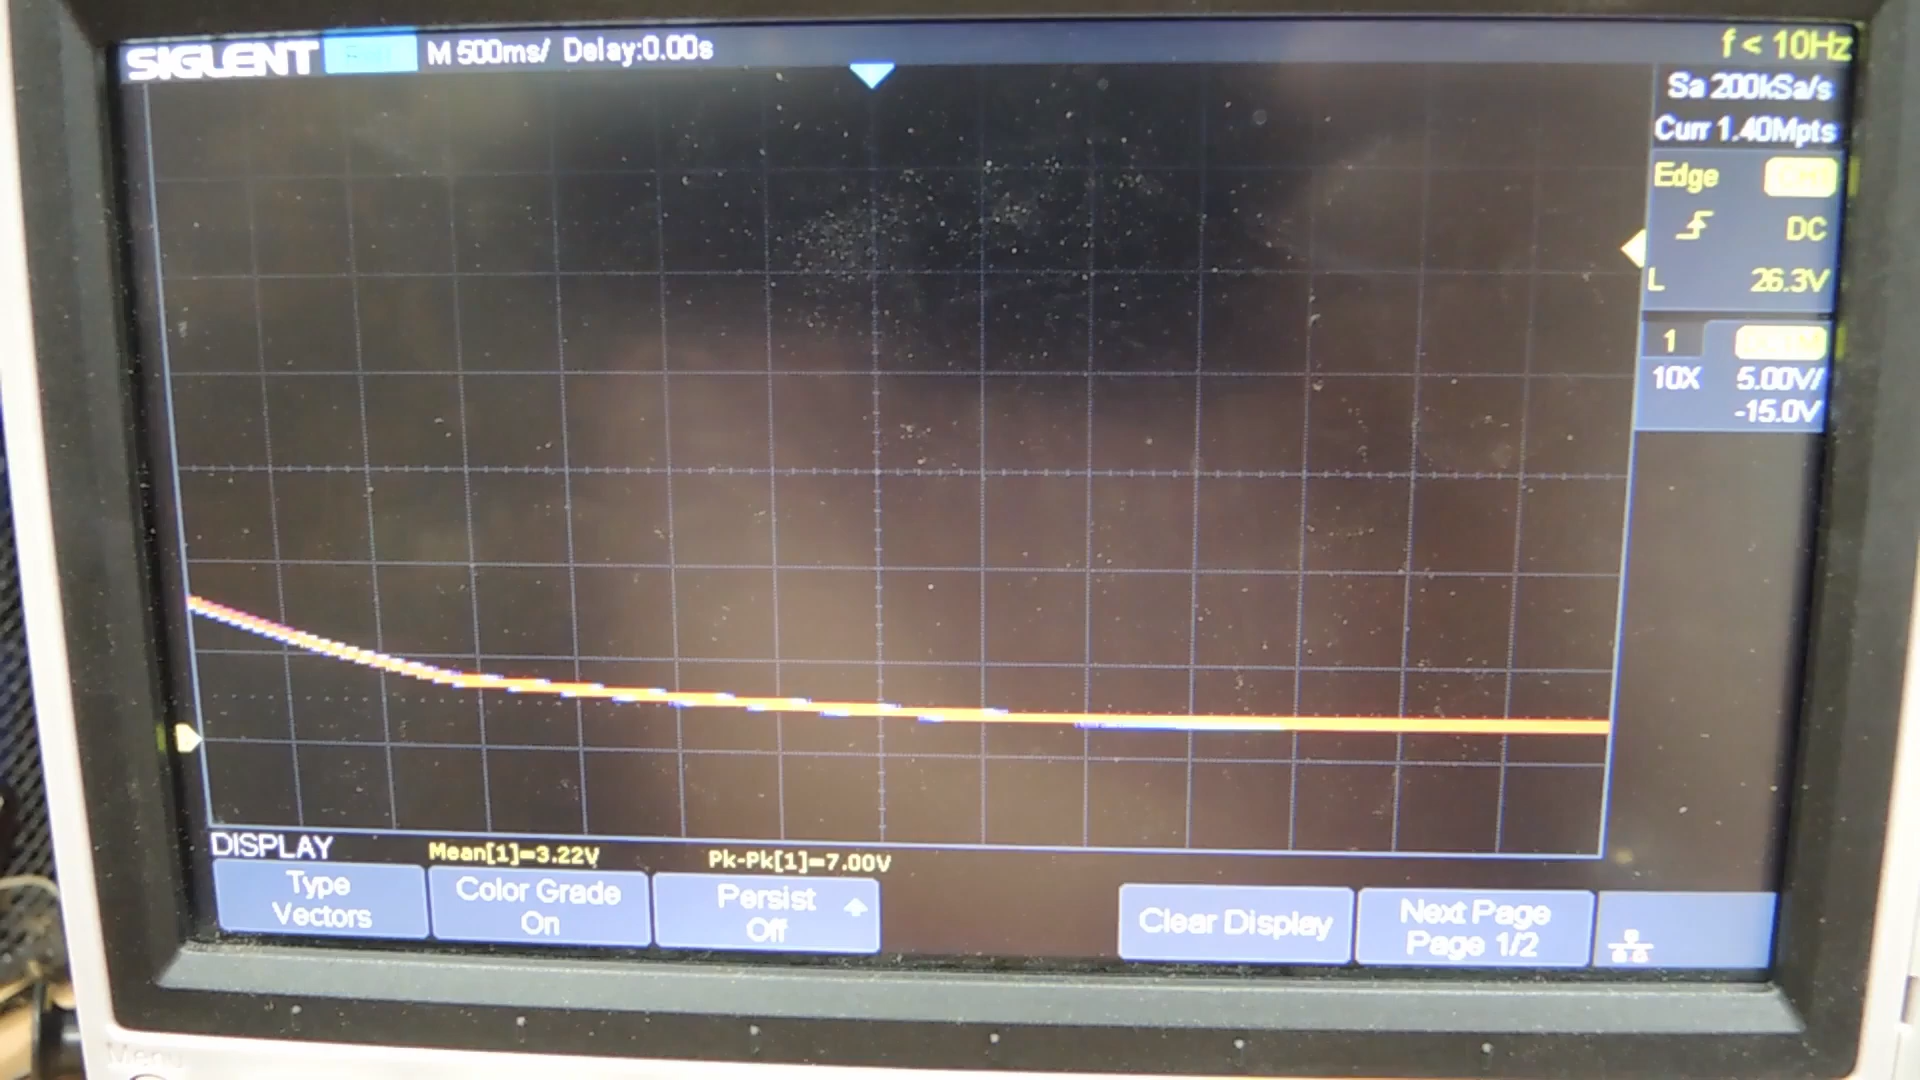 SIGLENT M 500ms/ Delay:0.00s f < 10Hz
Sa 200kSa/s
Curr 1.40Mpts
Edge
DC
L 26.3V
1
10X 5.00V/
-15.0V
DISPLAY Mean[1]=3.22V Pk-Pk[1]=7.00V
Type
Vectors
Color Grade
On
Persist
Off
Clear Display
Next Page
Page 1/2
Menu